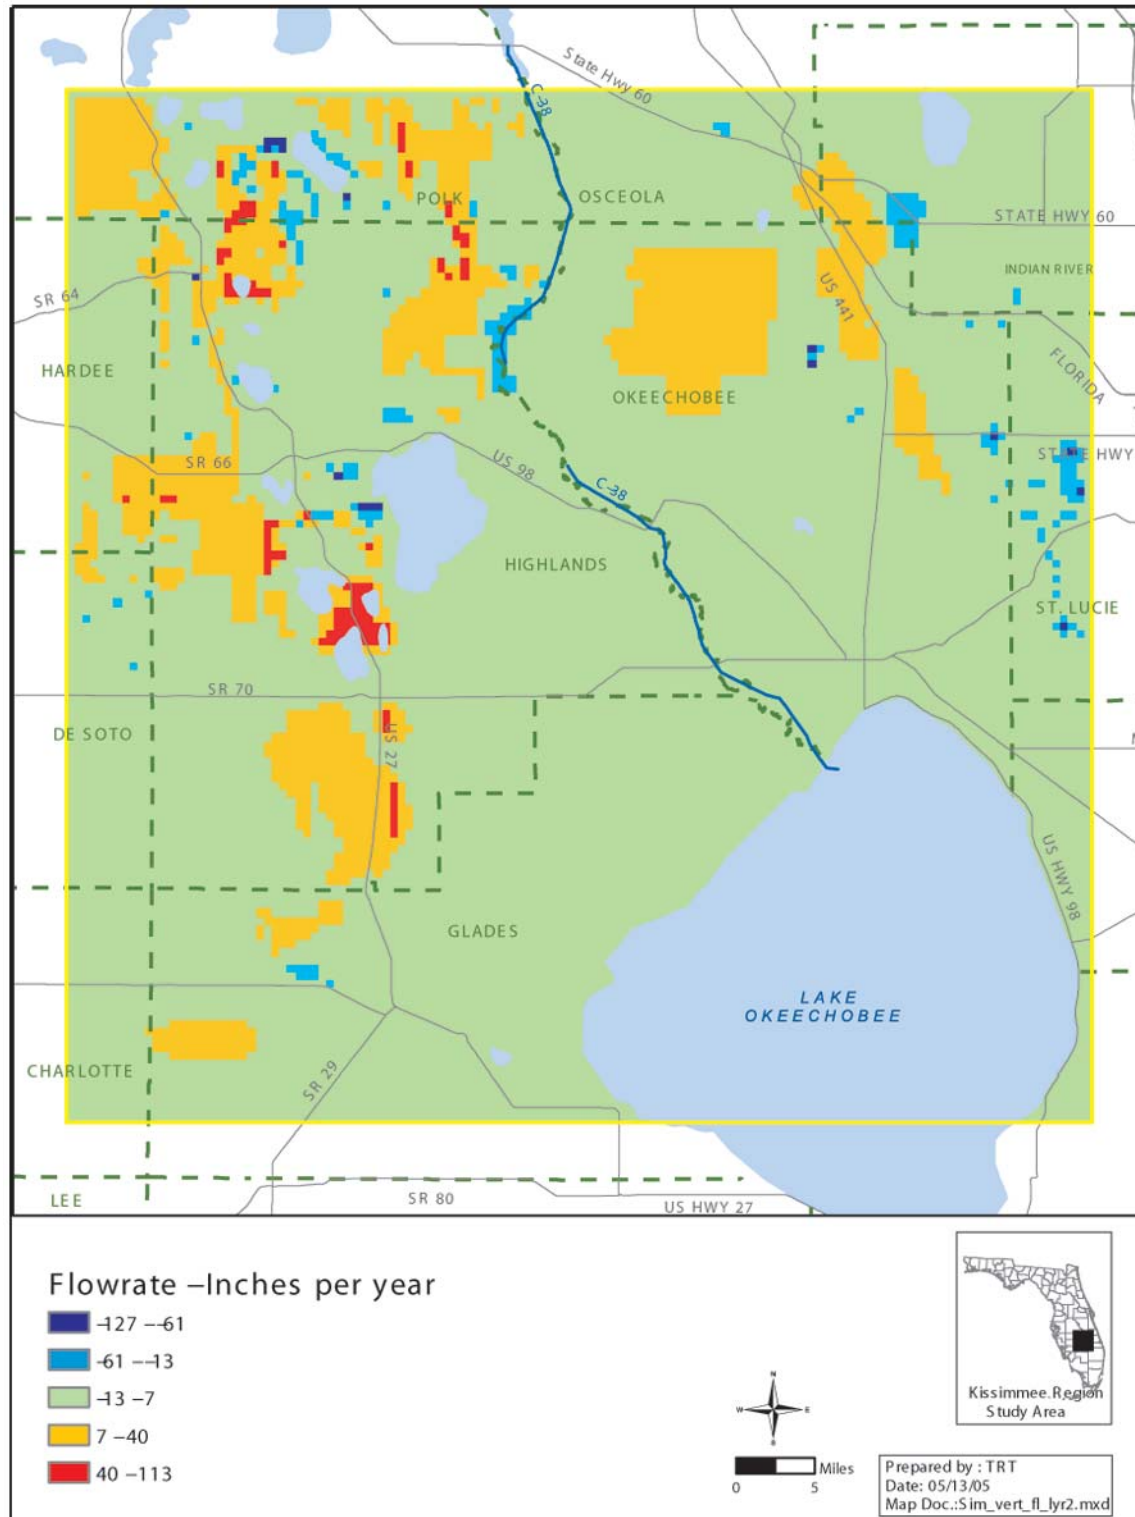 C-38
State Hwy 60
POLK
OSCEOLA
STATE HWY 60
INDIAN RIVER
SR 64
US 441
FLORIDA
HARDEE
OKEECHOBEE
SR 66
US 98
STATE HWY
C-38
HIGHLANDS
ST. LUCIE
SR 70
DE SOTO
US 27
M
US HWY 98
GLADES
LAKE
OKEECHOBEE
CHARLOTTE
SR 29
LEE
SR 80
US HWY 27
Flowrate –Inches per year
-127 –-61
-61 –-13
-13 –7
7 –40
40 –113
N
W
E
S
Miles
0 5
Kissimmee Region
Study Area
Prepared by : TRT
Date: 05/13/05
Map Doc.:Sim_vert_fl_lyr2.mxd